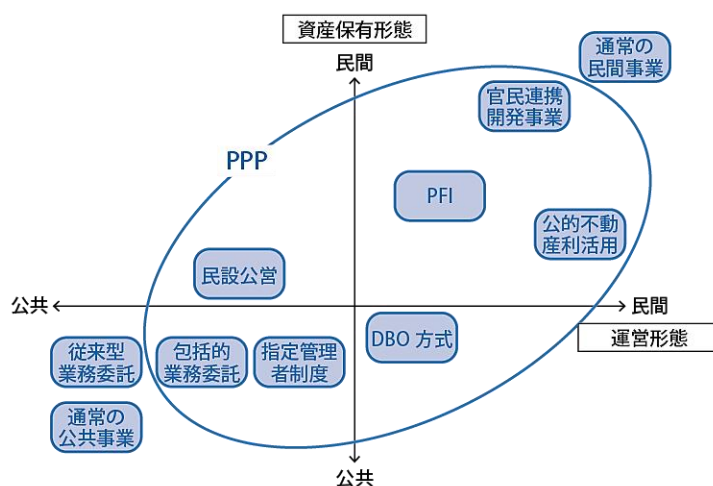 資産保有形態
民間
通常の
民間事業
官民連携
開発事業
PPP
PFI
公的不動
産利活用
民設公営
公共
民間
運営形態
従来型
業務委託
包括的
業務委託
指定管理
者制度
DBO 方式
通常の
公共事業
公共